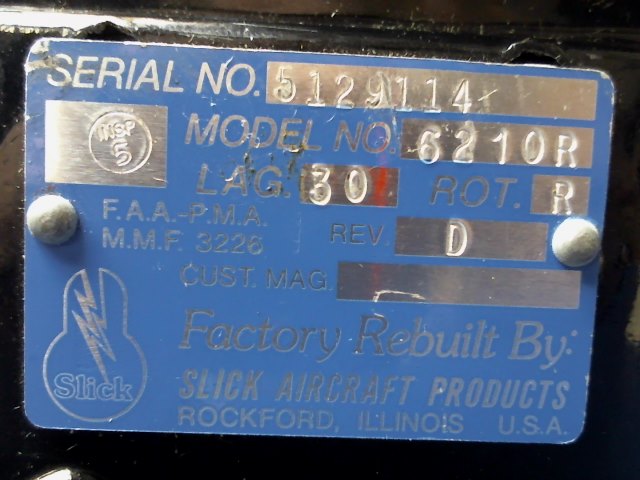 SERIAL NO. 5129114
INSP
5
MODEL NO. 6210R
LAG. 30 ROT. R
F.A.A.-P.M.A.
M.M.F. 3226
REV. D
CUST. MAG.
Slick
Factory Rebuilt By:
SLICK AIRCRAFT PRODUCTS
ROCKFORD, ILLINOIS U.S.A.